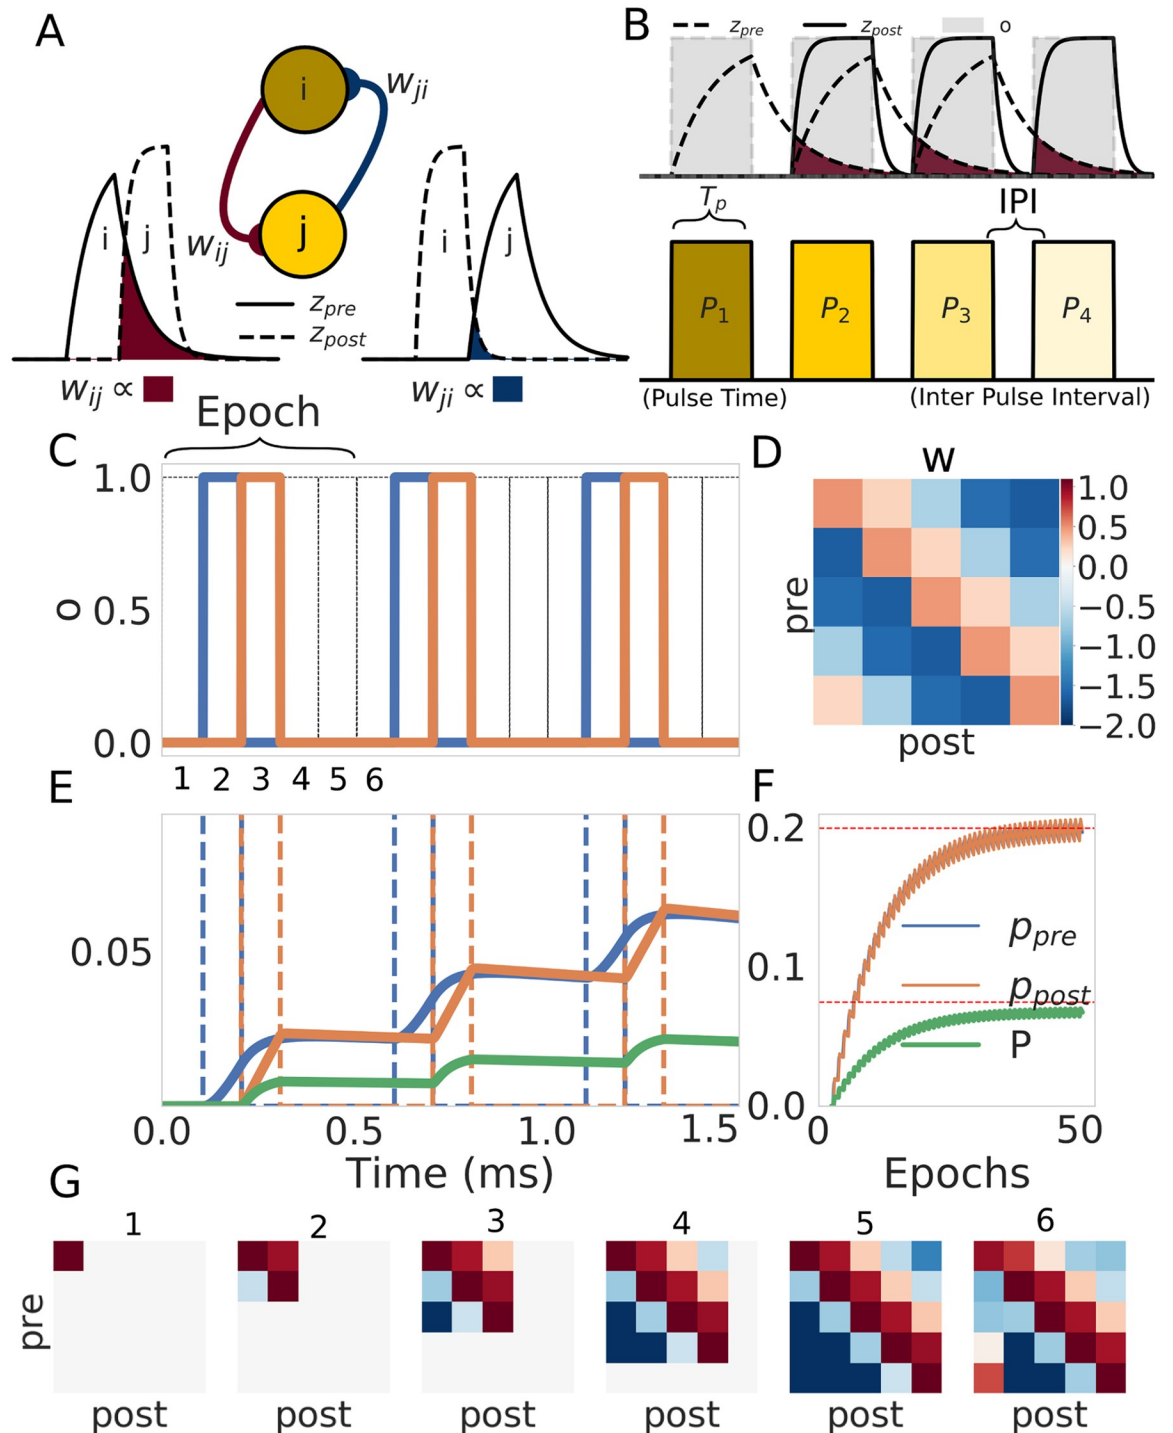 A
i
w_ji
j
w_ij
i
j
i
j
z_pre
z_post
w_ij ∝
w_ji ∝
B
z_pre
z_post
o
T_p
IPI
P_1
P_2
P_3
P_4
(Pulse Time)
(Inter Pulse Interval)
C
Epoch
1.0
0.5
0.0
o
1 2 3 4 5 6
D
w
pre
post
1.0
0.5
0.0
−0.5
−1.0
−1.5
−2.0
E
0.05
0.0 0.5 1.0 1.5
Time (ms)
F
0.2
0.1
0.0
p_pre
p_post
P
0 50
Epochs
G
1 2 3 4 5 6
pre
post post post post post post